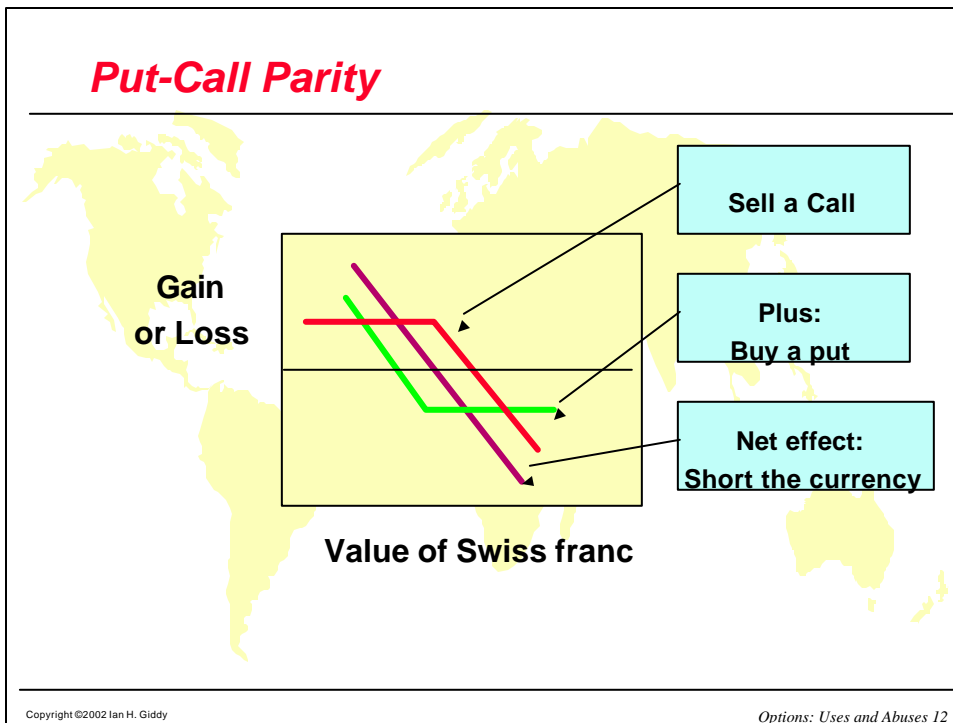 Put-Call Parity
Sell a Call
Gain
or Loss
Plus:
Buy a put
Net effect:
Short the currency
Value of Swiss franc
Copyright ©2002 Ian H. Giddy
Options: Uses and Abuses 12